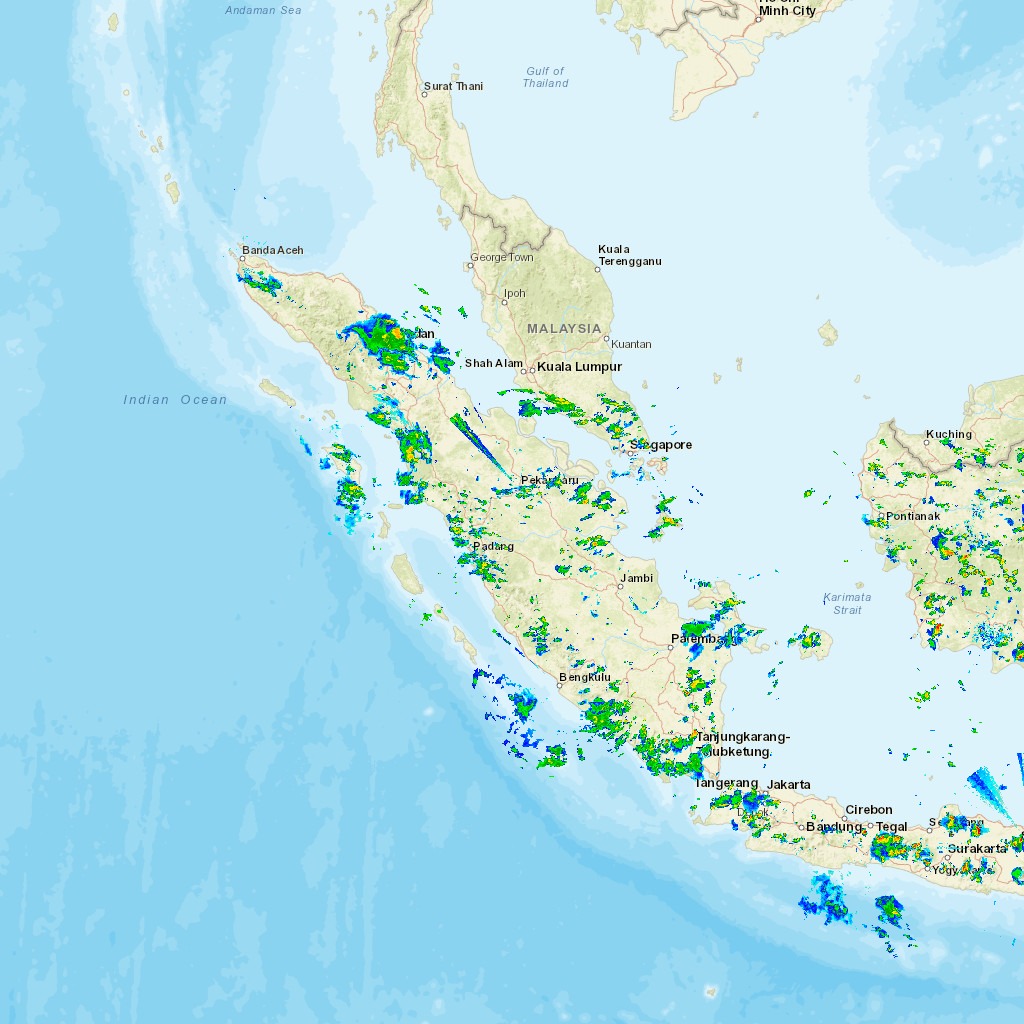 Andaman Sea
Minh City
Gulf of
Thailand
Surat Thani
Banda Aceh
George Town
Kuala
Terengganu
Ipoh
MALAYSIA
Kuantan
Shah Alam
Kuala Lumpur
Indian Ocean
Singapore
Kuching
Pontianak
Padang
Jambi
Karimata
Strait
Bengkulu
Tanjungkarang-
Tangerang
Jakarta
Cirebon
Bandung
Tegal
Surakarta